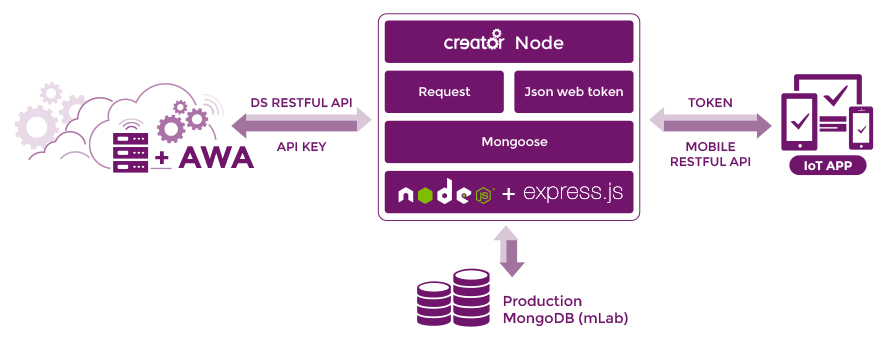 creator Node
DS RESTFUL API
API KEY
+ AWA
Request
Json web token
Mongoose
node JS + express.js
TOKEN
MOBILE
RESTFUL API
IoT APP
Production
MongoDB (mLab)